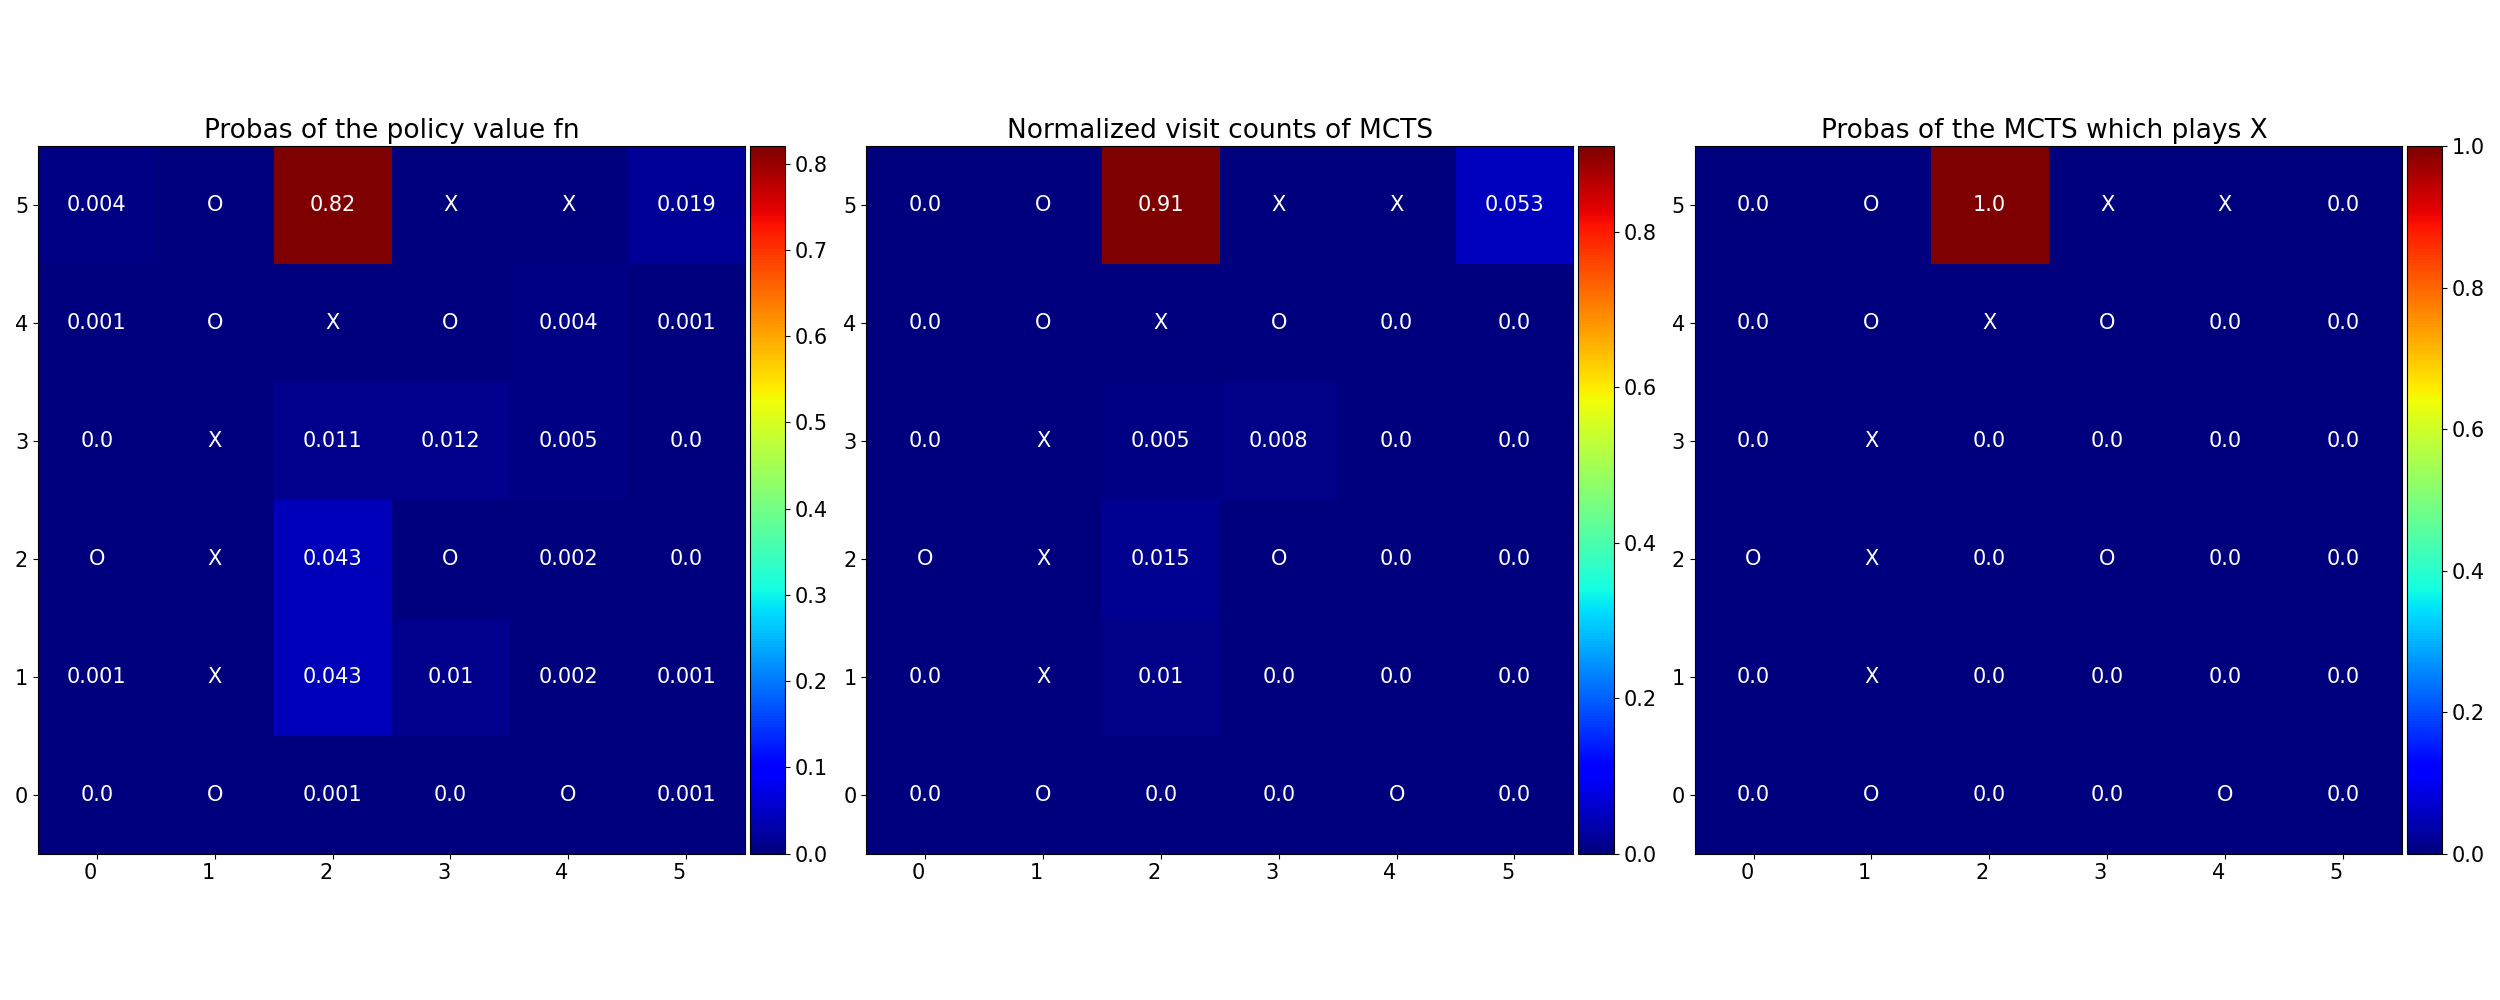 Probas of the policy value fn
5 0.004 O 0.82 X X 0.019
4 0.001 O X O 0.004 0.001
3 0.0 X 0.011 0.012 0.005 0.0
2 O X 0.043 O 0.002 0.0
1 0.001 X 0.043 0.01 0.002 0.001
0 0.0 O 0.001 0.0 O 0.001
0 1 2 3 4 5
0.8
0.7
0.6
0.5
0.4
0.3
0.2
0.1
0.0
Normalized visit counts of MCTS
5 0.0 O 0.91 X X 0.053
4 0.0 O X O 0.0 0.0
3 0.0 X 0.005 0.008 0.0 0.0
2 O X 0.015 O 0.0 0.0
1 0.0 X 0.01 0.0 0.0 0.0
0 0.0 O 0.0 0.0 O 0.0
0 1 2 3 4 5
0.8
0.6
0.4
0.2
0.0
Probas of the MCTS which plays X
5 0.0 O 1.0 X X 0.0
4 0.0 O X O 0.0 0.0
3 0.0 X 0.0 0.0 0.0 0.0
2 O X 0.0 O 0.0 0.0
1 0.0 X 0.0 0.0 0.0 0.0
0 0.0 O 0.0 0.0 O 0.0
0 1 2 3 4 5
1.0
0.8
0.6
0.4
0.2
0.0